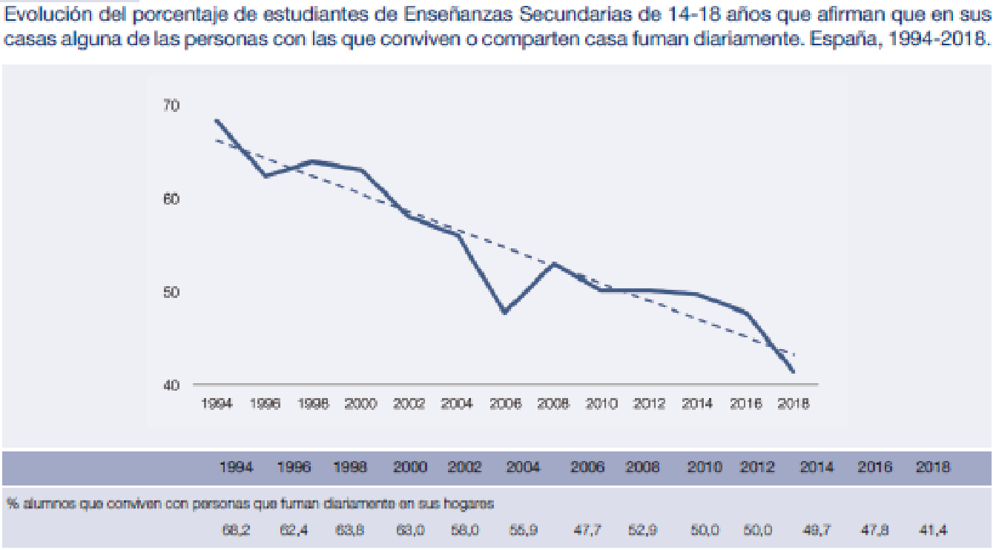 Evolución del porcentaje de estudiantes de Enseñanzas Secundarias de 14-18 años que afirman que en sus
casas alguna de las personas con las que conviven o comparten casa fuman diariamente. España, 1994-2018.
70
60
50
40
1994 1996 1998 2000 2002 2004 2006 2008 2010 2012 2014 2016 2018
1994 1996 1998 2000 2002 2004 2006 2008 2010 2012 2014 2016 2018
% alumnos que conviven con personas que fuman diariamente en sus hogares
68,2 62,4 63,8 63,0 58,0 55,9 47,7 52,9 50,0 50,0 49,7 47,8 41,4